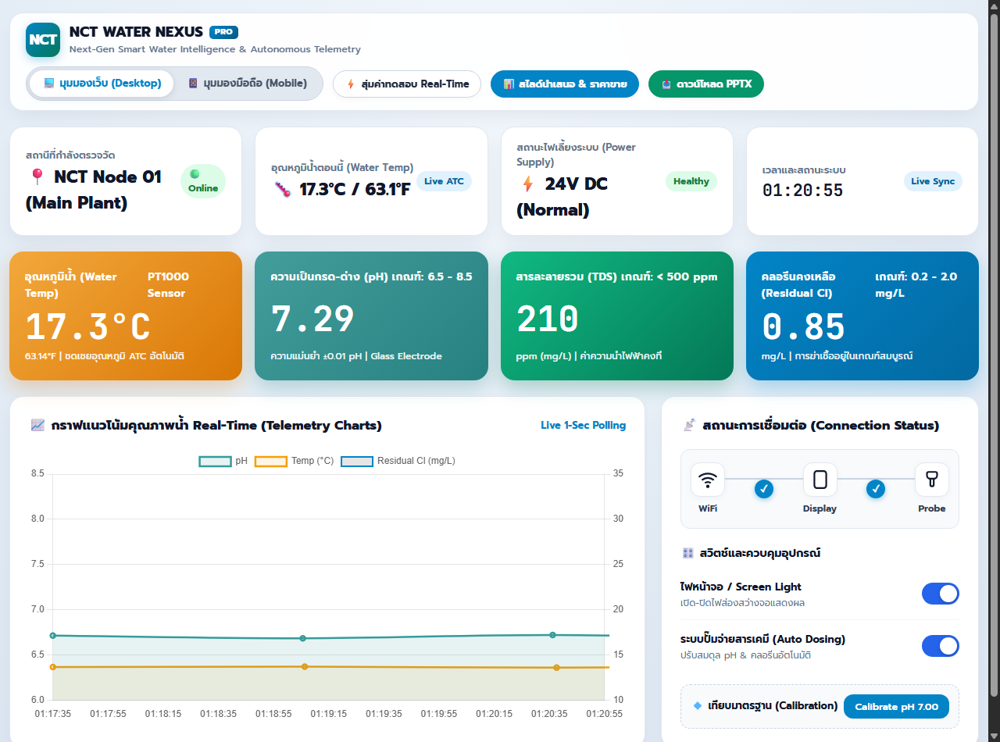 NCT
NCT WATER NEXUS PRO
Next-Gen Smart Water Intelligence & Autonomous Telemetry
มุมมองเว็บ (Desktop)
มุมมองมือถือ (Mobile)
สุ่มค่าทดสอบ Real-Time
สไลด์นำเสนอ & ราคาขาย
ดาวน์โหลด PPTX
สถานีที่กำลังตรวจวัด
NCT Node 01
(Main Plant)
Online
อุณหภูมิน้ำตอนนี้ (Water Temp)
17.3°C / 63.1°F
Live ATC
สถานะไฟเลี้ยงระบบ (Power
Supply)
24V DC
(Normal)
Healthy
เวลาและสถานะระบบ
01:20:55
Live Sync
อุณหภูมิน้ำ (Water
Temp)
PT1000
Sensor
17.3°C
63.14°F | ชดเชยอุณหภูมิ ATC อัตโนมัติ
ความเป็นกรด-ด่าง (pH) เกณฑ์: 6.5 - 8.5
7.29
ความแม่นยำ ±0.01 pH | Glass Electrode
สารละลายรวม (TDS) เกณฑ์: < 500 ppm
210
ppm (mg/L) | ค่าความนำไฟฟ้าคงที่
คลอรีนคงเหลือ
(Residual Cl)
เกณฑ์: 0.2 - 2.0
mg/L
0.85
mg/L | การฆ่าเชื้ออยู่ในเกณฑ์สมบูรณ์
กราฟแนวโน้มคุณภาพน้ำ Real-Time (Telemetry Charts)
Live 1-Sec Polling
pH
Temp (°C)
Residual Cl (mg/L)
8.5
8.0
7.5
7.0
6.5
6.0
35
30
25
20
15
10
01:17:35
01:17:55
01:18:15
01:18:35
01:18:55
01:19:15
01:19:35
01:19:55
01:20:15
01:20:35
01:20:55
สถานะการเชื่อมต่อ (Connection Status)
WiFi
Display
Probe
สวิตช์และควบคุมอุปกรณ์
ไฟหน้าจอ / Screen Light
เปิด-ปิดไฟส่องสว่างจอแสดงผล
ระบบปั๊มจ่ายสารเคมี (Auto Dosing)
ปรับสมดุล pH & คลอรีนอัตโนมัติ
เทียบมาตรฐาน (Calibration)
Calibrate pH 7.00